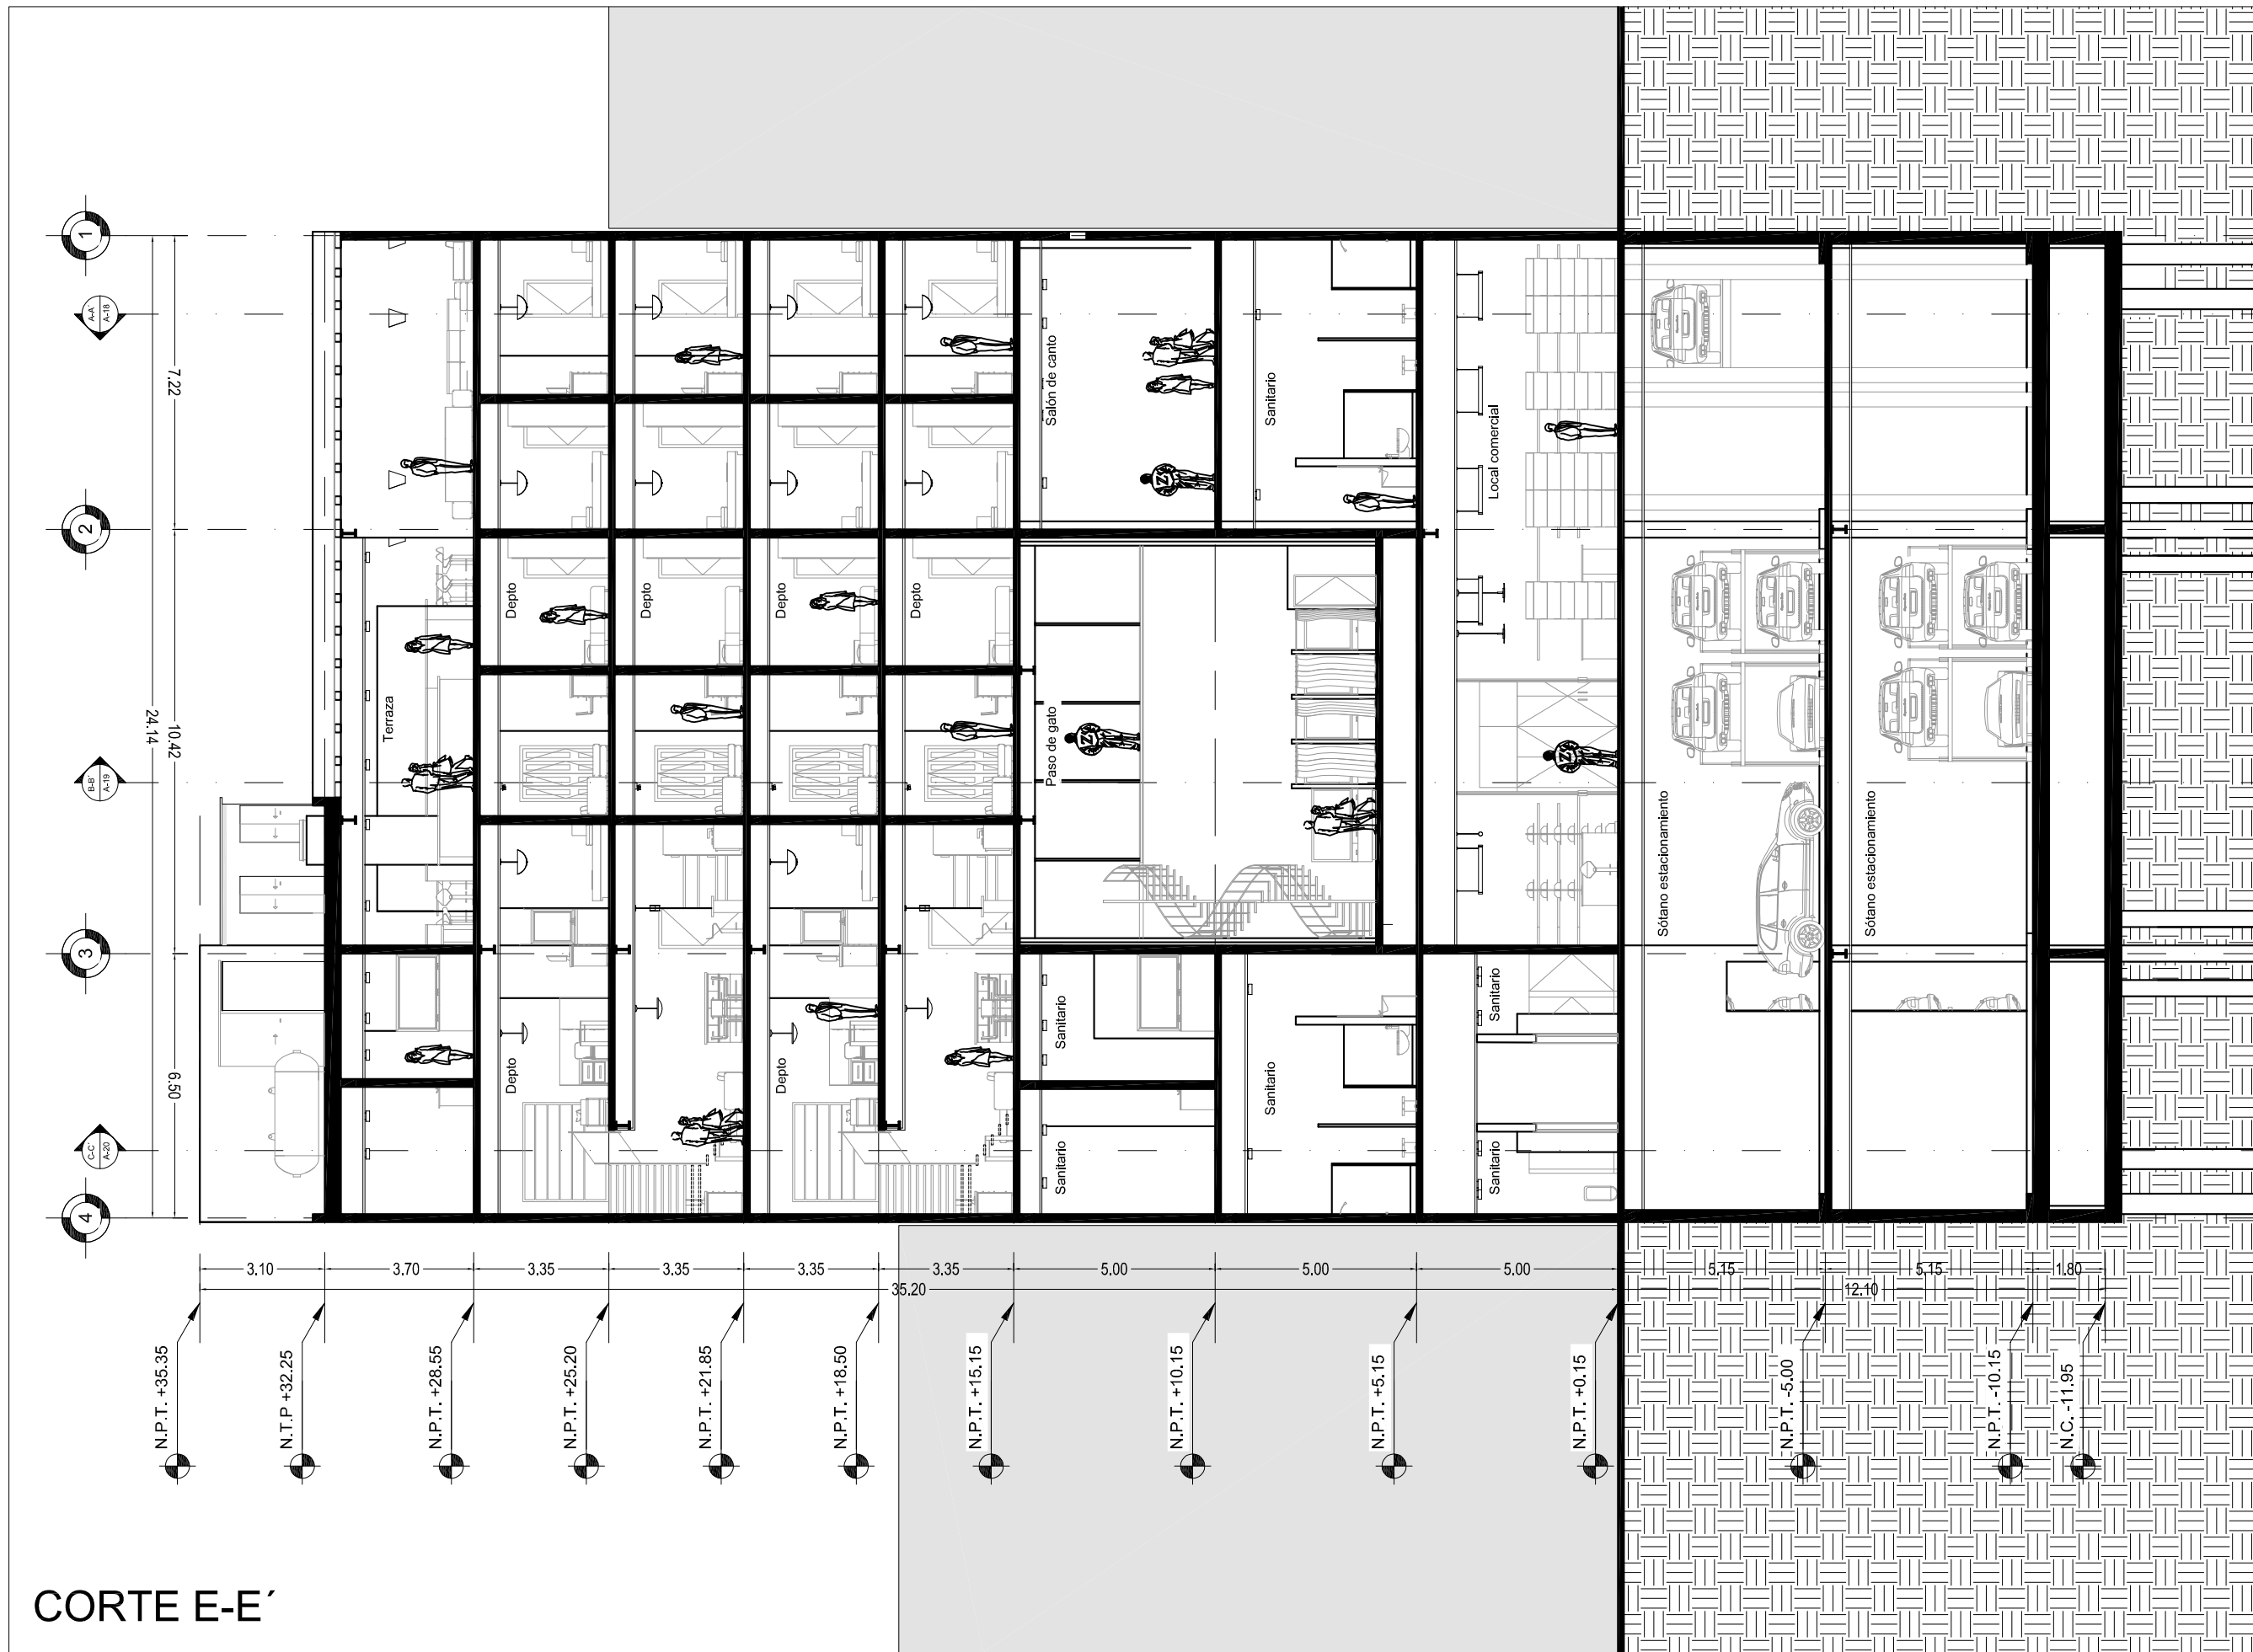 1
A-A'
A-18
2
B-B'
A-19
3
C-C'
A-20
4
7.22
10.42
24.14
6.50
Terraza
Depto
Depto
Depto
Depto
Depto
Depto
Salón de canto
Sanitario
Local comercial
Paso de gato
Sanitario
Sanitario
Sanitario
Sanitario
Sanitario
Sótano estacionamiento
Sótano estacionamiento
3.10
3.70
3.35
3.35
3.35
3.35
5.00
5.00
5.00
35.20
5.15
5.15
1.80
12.10
N.P.T. +35.35
N.T.P +32.25
N.P.T. +28.55
N.P.T. +25.20
N.P.T. +21.85
N.P.T. +18.50
N.P.T. +15.15
N.P.T. +10.15
N.P.T. +5.15
N.P.T. +0.15
N.P.T. -5.00
N.P.T. -10.15
N.C. -11.95
CORTE E-E´